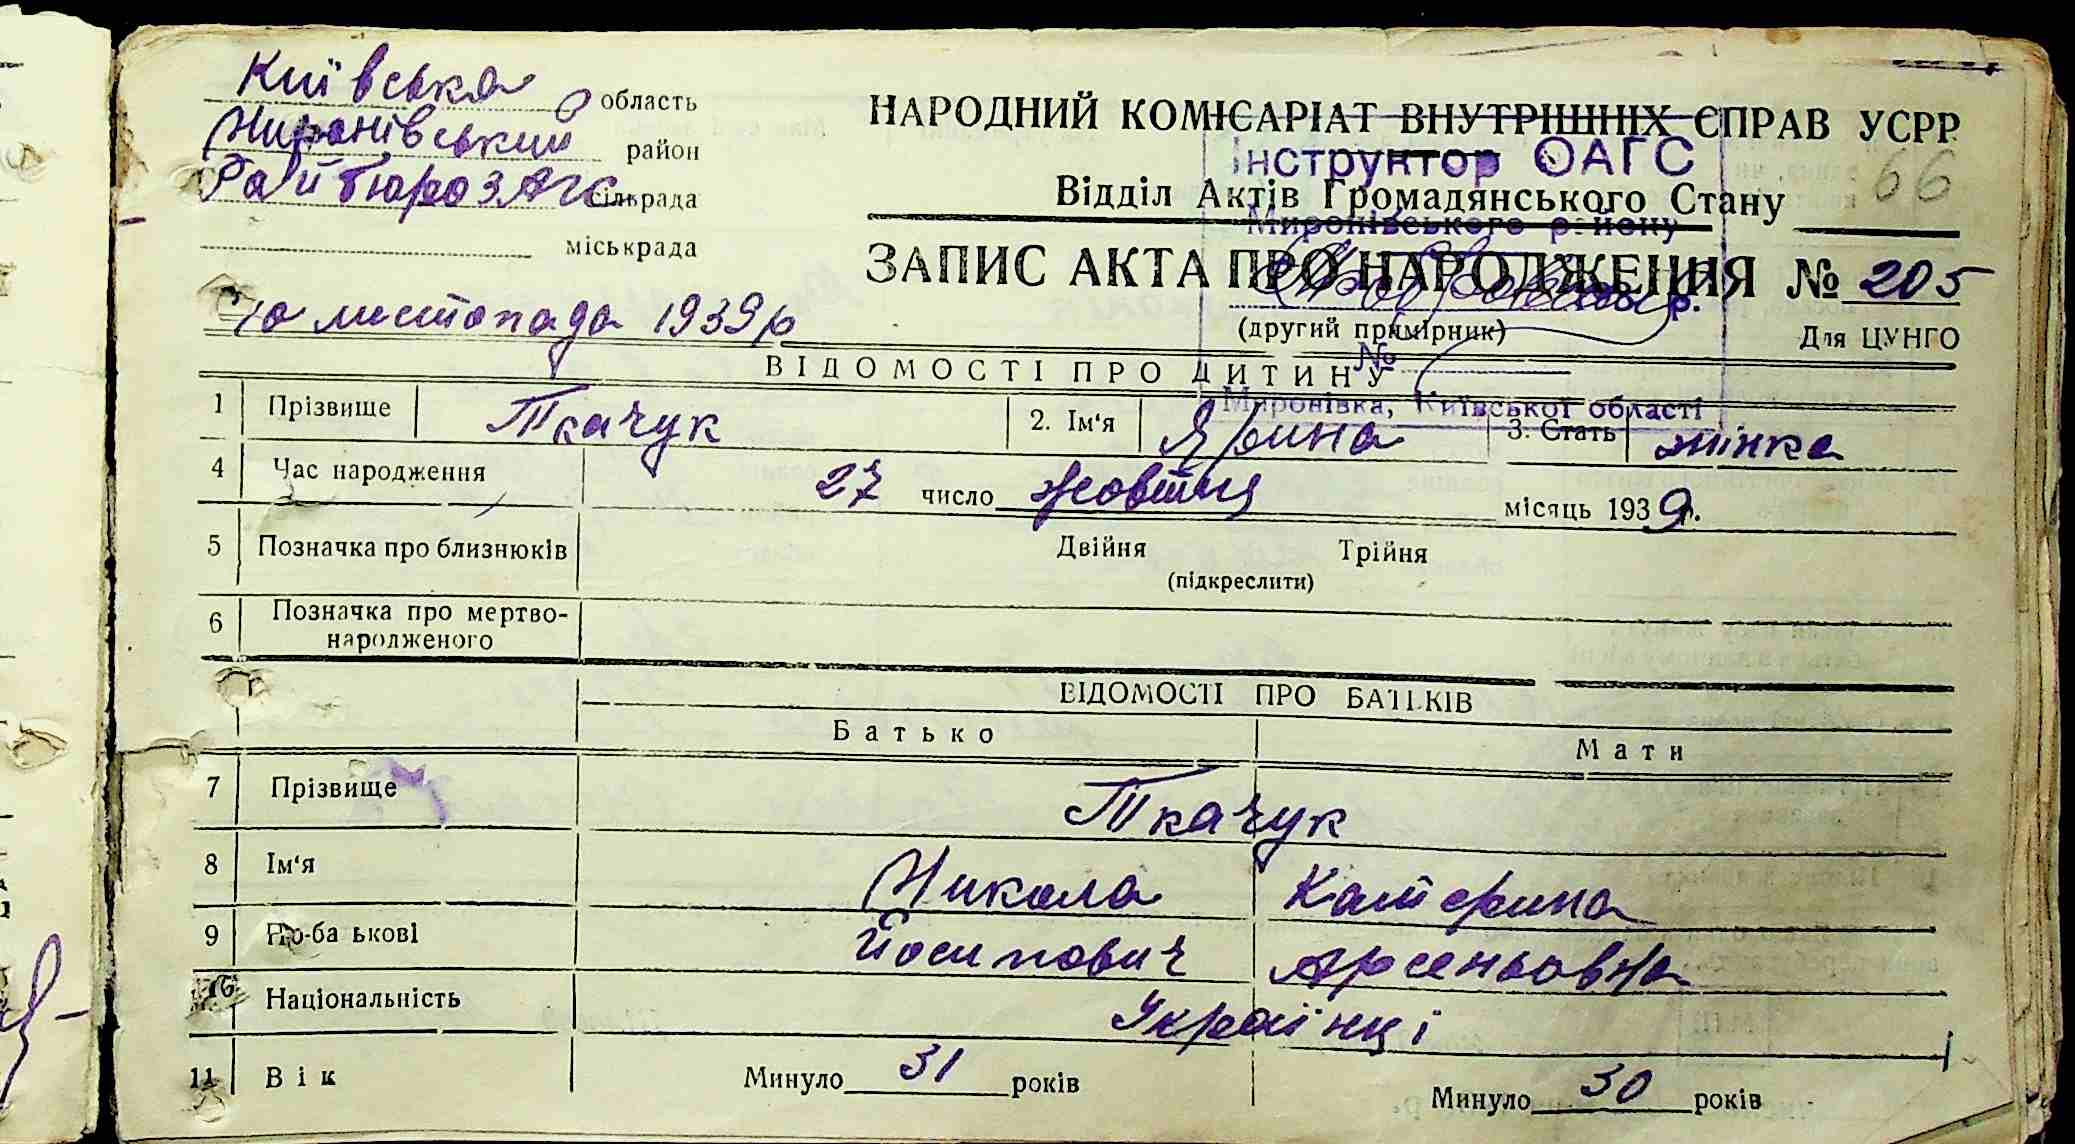 Київська область
Миронівський район
Райбюро ЗАГС сільрада
міськрада
10 листопада 1939 р
НАРОДНИЙ КОМІСАРІАТ ВНУТРІШНІХ СПРАВ УСРР
Інструктор ОАГС
66
Відділ Актів Громадянського Стану
Миронівського району
ЗАПИС АКТА ПРО НАРОДЖЕННЯ № 205
р.
(другий примірник)
Для ЦУНГО
№
ВІДОМОСТІ ПРО ДИТИНУ
Миронівка, Київської області
1 Прізвище Ткачук 2. Ім'я Ярина 3. Стать жінка
4 Час народження 27 число Жовтня місяць 1939 р.
5 Позначка про близнюків Двійня Трійня
(підкреслити)
6 Позначка про мертво-
народженого
ВІДОМОСТІ ПРО БАТЬКІВ
Батько Мати
7 Прізвище Ткачук
8 Ім'я Микола Катерина
9 По-ба ькові Йосипович Арсеньовна
10 Національність Українці
11 Вік Минуло 31 років Минуло 30 років